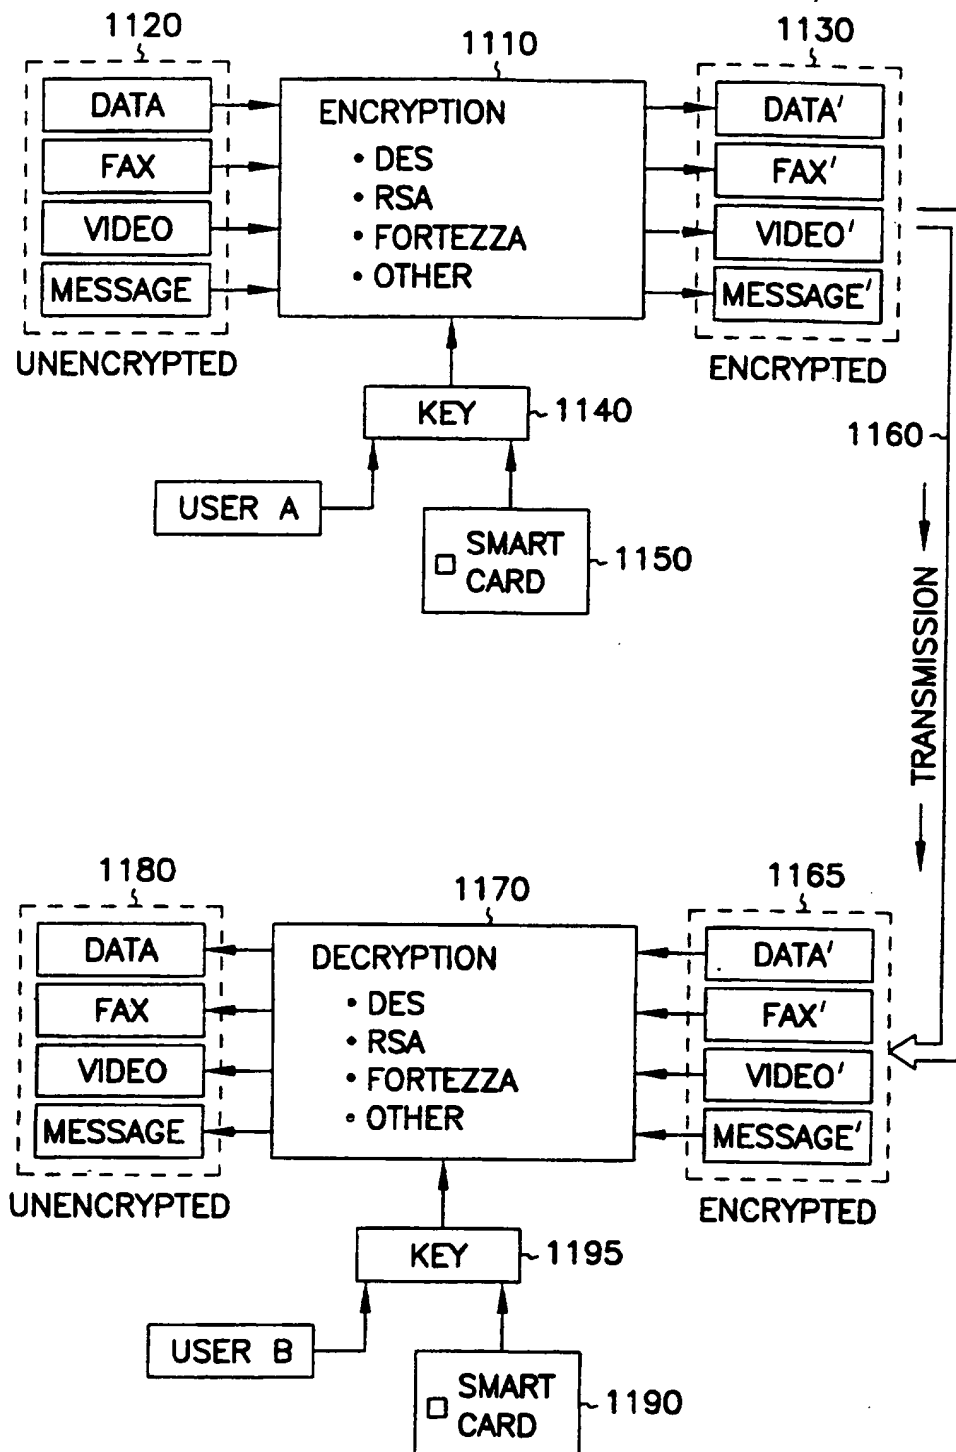 1120
1110
1130
DATA
FAX
VIDEO
MESSAGE
UNENCRYPTED
ENCRYPTION
• DES
• RSA
• FORTEZZA
• OTHER
DATA'
FAX'
VIDEO'
MESSAGE'
ENCRYPTED
KEY
1140
USER A
SMART
CARD
1150
1160
TRANSMISSION
1180
1170
1165
DATA
FAX
VIDEO
MESSAGE
UNENCRYPTED
DECRYPTION
• DES
• RSA
• FORTEZZA
• OTHER
DATA'
FAX'
VIDEO'
MESSAGE'
ENCRYPTED
KEY
1195
USER B
SMART
CARD
1190